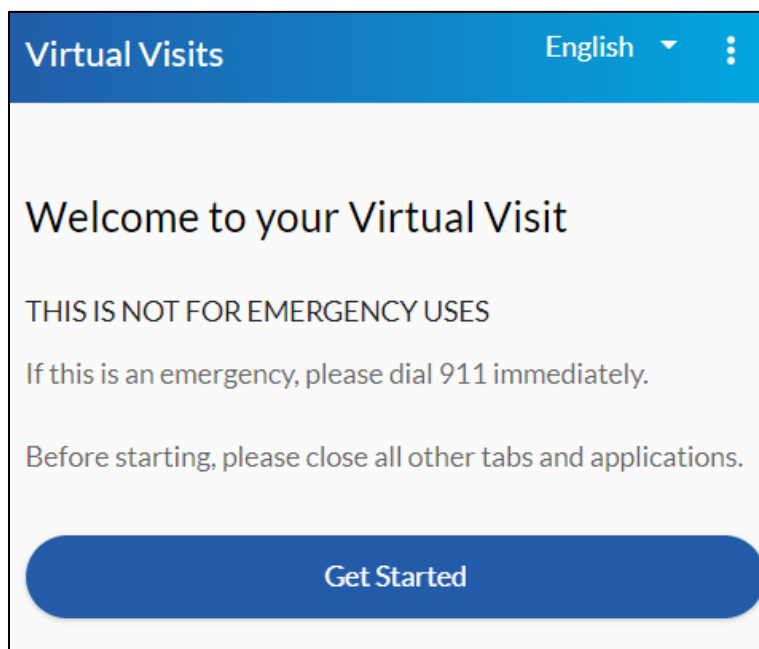 Virtual Visits
English
Welcome to your Virtual Visit
THIS IS NOT FOR EMERGENCY USES
If this is an emergency, please dial 911 immediately.
Before starting, please close all other tabs and applications.
Get Started